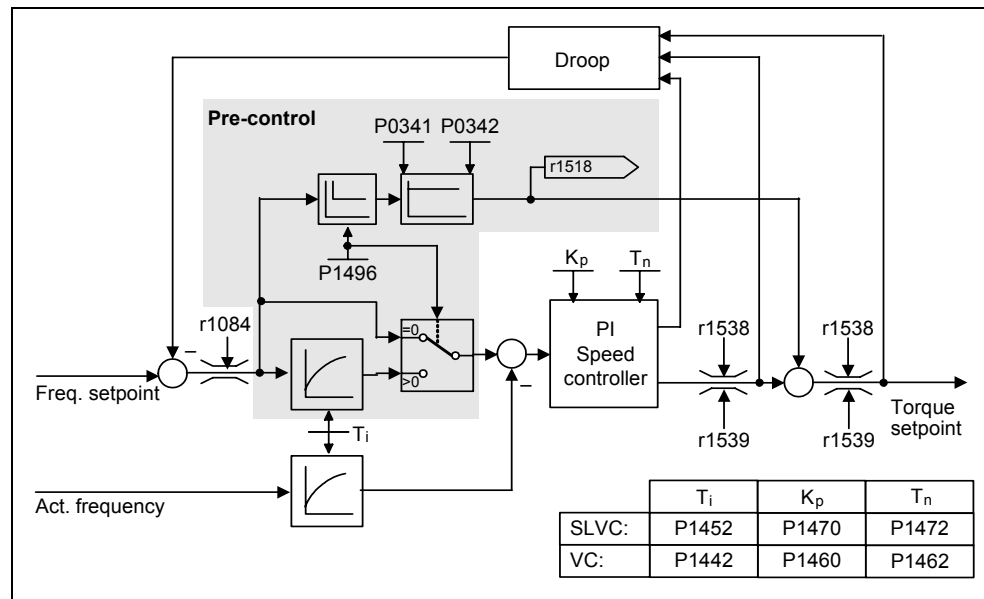 Droop
Pre-control
P0341 P0342
r1518
P1496
Kp Tn
r1084
=0
>0
PI
Speed
controller
r1538 r1538
Freq. setpoint
Torque
setpoint
r1539 r1539
Ti
Act. frequency
Ti Kp Tn
SLVC: P1452 P1470 P1472
VC: P1442 P1460 P1462